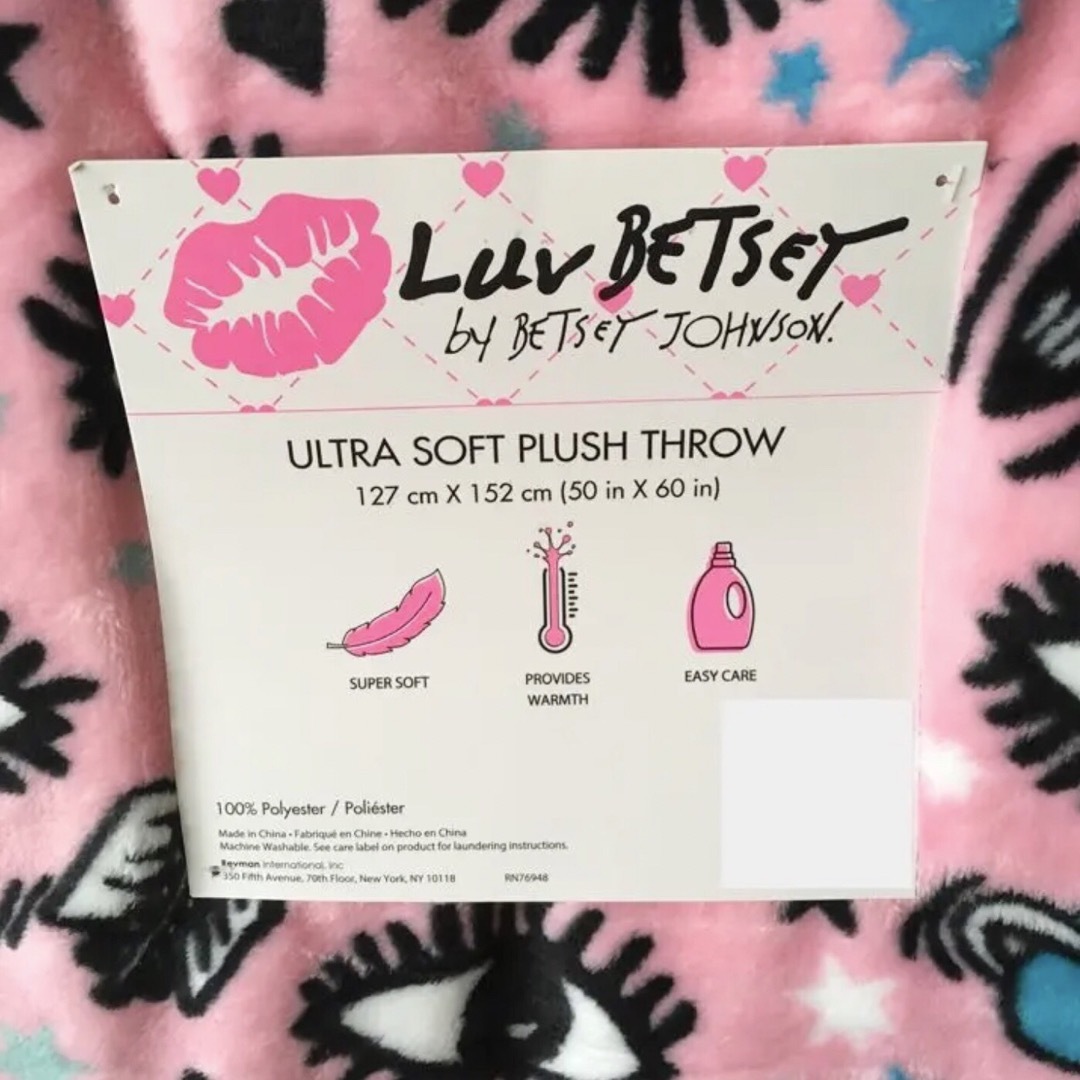 Luv BETSEY
by BETSEY JOHNSON.
ULTRA SOFT PLUSH THROW
127 cm X 152 cm (50 in X 60 in)
SUPER SOFT
PROVIDES
WARMTH
EASY CARE
100% Polyester / Poliéster
Made in China • Fabriqué en Chine • Hecho en China
Machine Washable. See care label on product for laundering instructions.
International, Inc
350 Fifth Avenue, 70th Floor, New York, NY 10118 RN76948